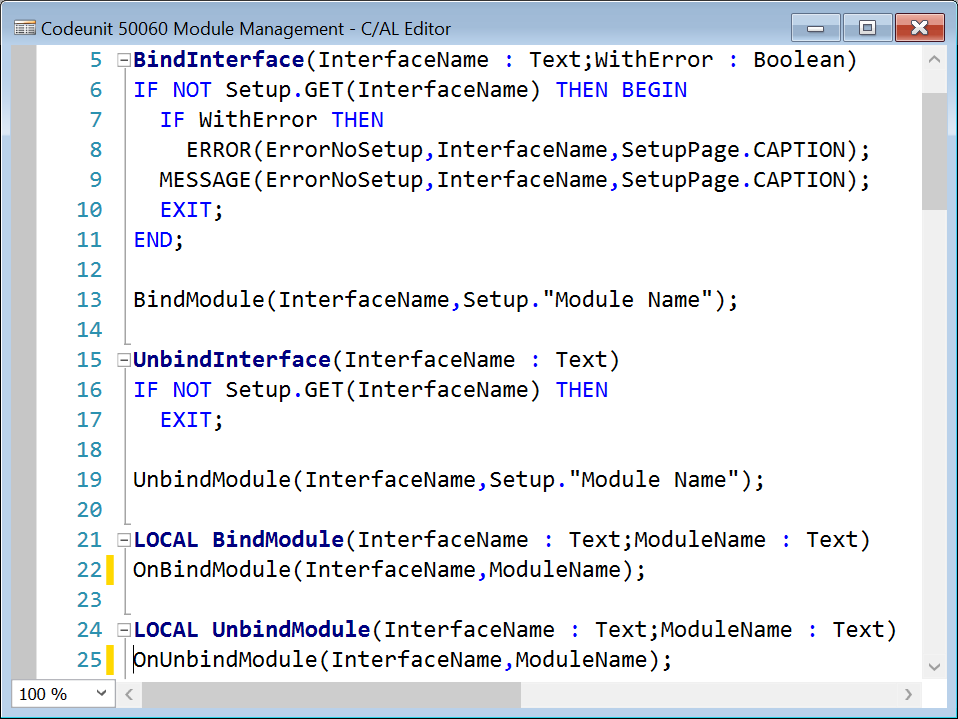 Codeunit 50060 Module Management - C/AL Editor
5 BindInterface(InterfaceName : Text;WithError : Boolean)
6 IF NOT Setup.GET(InterfaceName) THEN BEGIN
7   IF WithError THEN
8     ERROR(ErrorNoSetup,InterfaceName,SetupPage.CAPTION);
9   MESSAGE(ErrorNoSetup,InterfaceName,SetupPage.CAPTION);
10   EXIT;
11 END;
12
13 BindModule(InterfaceName,Setup."Module Name");
14
15 UnbindInterface(InterfaceName : Text)
16 IF NOT Setup.GET(InterfaceName) THEN
17   EXIT;
18
19 UnbindModule(InterfaceName,Setup."Module Name");
20
21 LOCAL BindModule(InterfaceName : Text;ModuleName : Text)
22 OnBindModule(InterfaceName,ModuleName);
23
24 LOCAL UnbindModule(InterfaceName : Text;ModuleName : Text)
25 OnUnbindModule(InterfaceName,ModuleName);
100 %